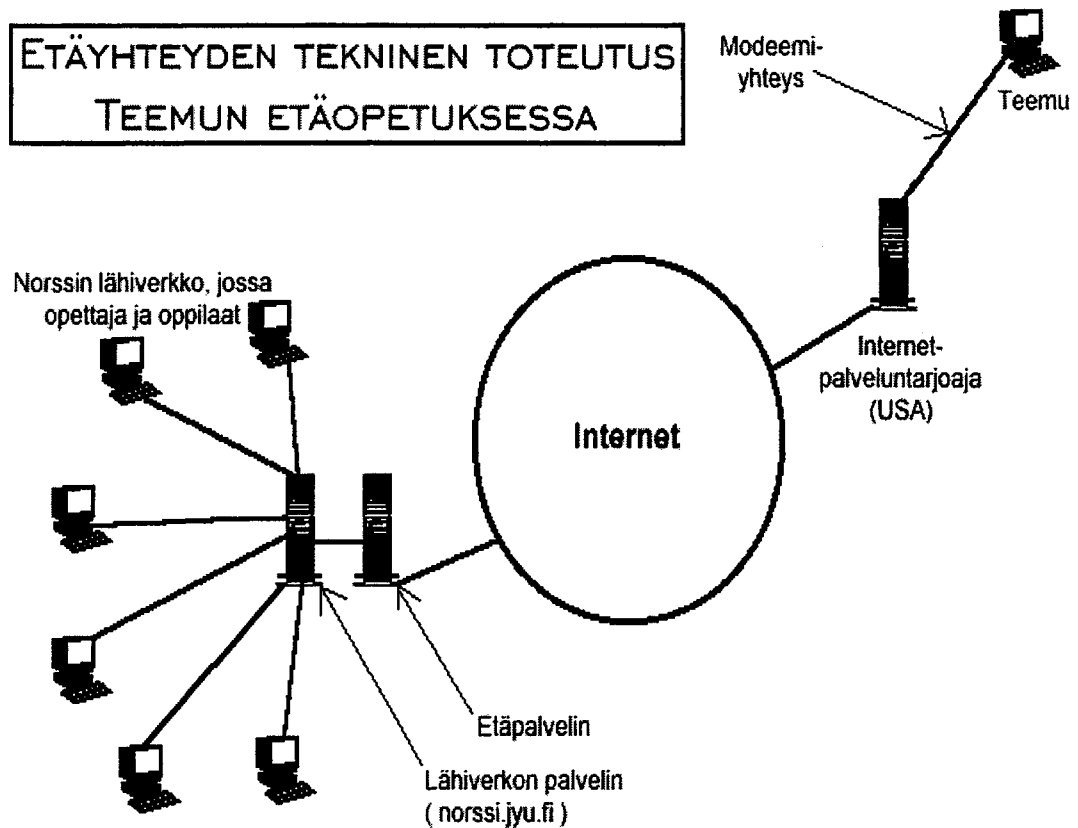 ETÄYHTEYDEN TEKNINEN TOTEUTUS
TEEMUN ETÄOPETUKSESSA
Modeemi-
yhteys
Teemu
Norssin lähiverkko, jossa
opettaja ja oppilaat
Internet-
palveluntarjoaja
(USA)
Internet
Etäpalvelin
Lähiverkon palvelin
( norssi.jyu.fi )